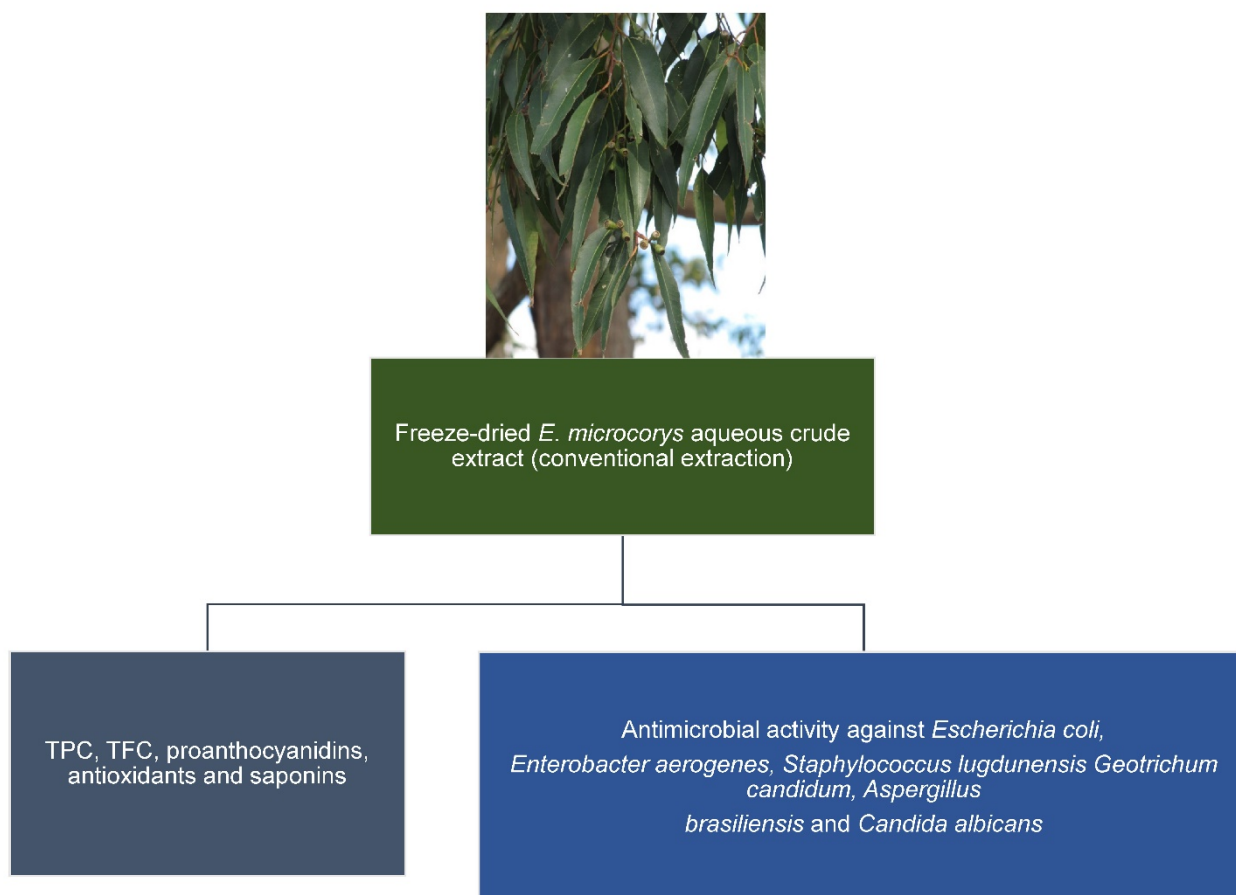 Freeze-dried E. microcorys aqueous crude
extract (conventional extraction)
TPC, TFC, proanthocyanidins,
antioxidants and saponins
Antimicrobial activity against Escherichia coli,
Enterobacter aerogenes, Staphylococcus lugdunensis Geotrichum
candidum, Aspergillus
brasiliensis and Candida albicans